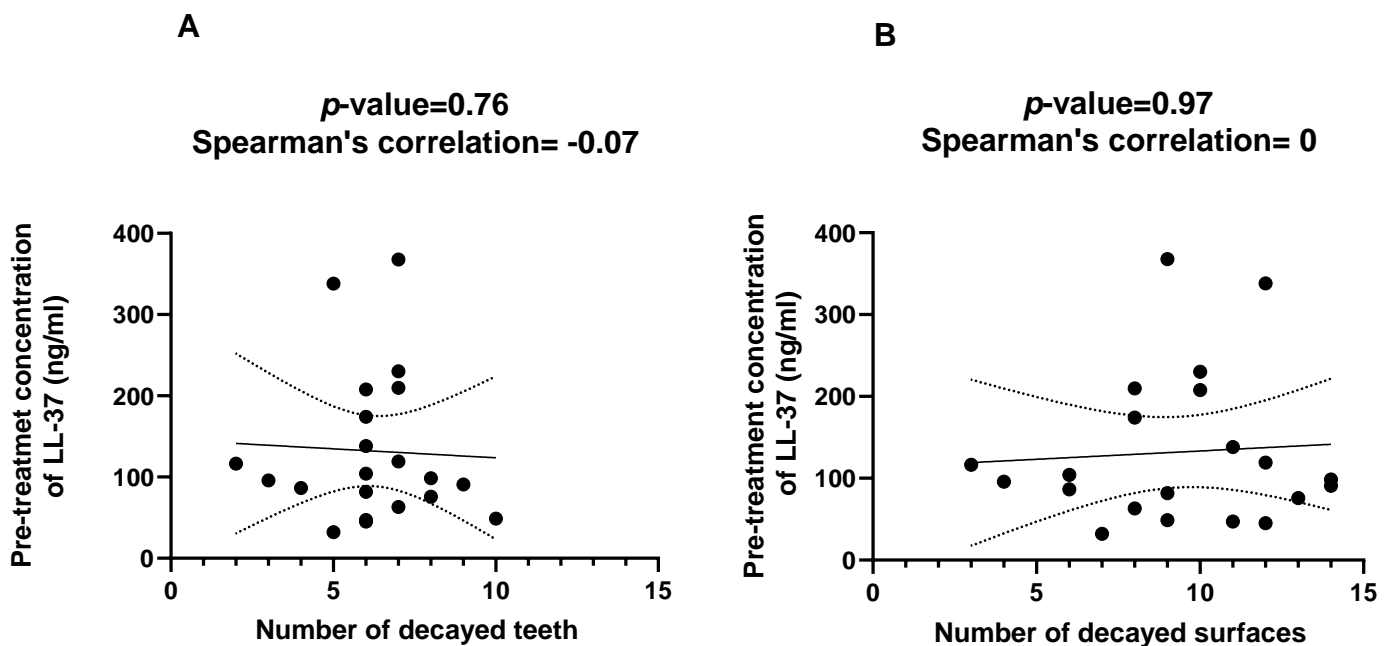 A
p-value=0.76
Spearman's correlation= -0.07
Pre-treatmet concentration
of LL-37 (ng/ml)
400
300
200
100
0
0
5
10
15
Number of decayed teeth
B
p-value=0.97
Spearman's correlation= 0
Pre-treatment concentration
of LL-37 (ng/ml)
400
300
200
100
0
0
5
10
15
Number of decayed surfaces